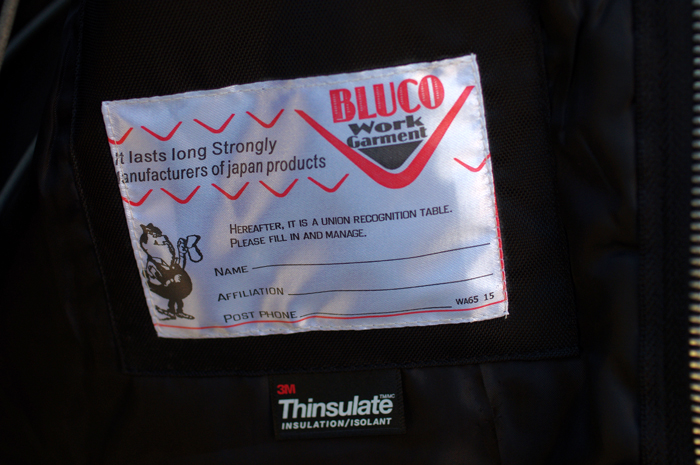 BLUCO
Work
Garment
It lasts long Strongly
Manufacturers of japan products
HEREAFTER, IT IS A UNION RECOGNITION TABLE.
PLEASE FILL IN AND MANAGE.
NAME
AFFILIATION
POST PHONE
WA65 15
3M
Thinsulate TM/MC
INSULATION/ISOLANT